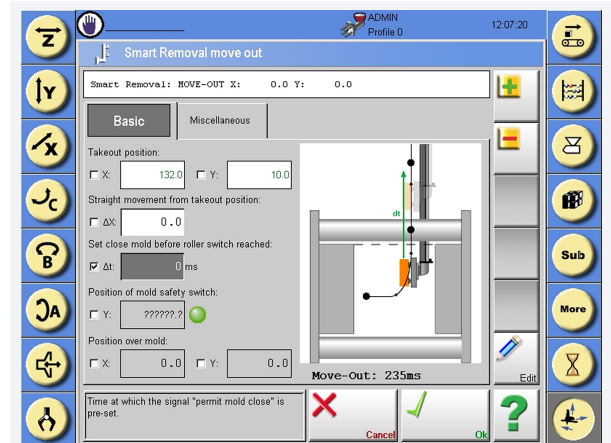 ADMIN
Profile 0
12:07:20
Smart Removal move out
Smart Removal: MOVE-OUT X: 0.0 Y: 0.0
Basic
Miscellaneous
Takeout position:
X: 132.0 Y: 10.0
Straight movement from takeout position:
ΔX: 0.0
Set close mold before roller switch reached:
Δt: 0 ms
Position of mold safety switch:
Y: ??????.?
Position over mold:
X: 0.0 Y: 0.0
dt
Move-Out: 235ms
Edit
Time at which the signal "permit mold close" is
pre-set.
Cancel
Ok
?
Z
Y
X
C
B
A
Sub
More